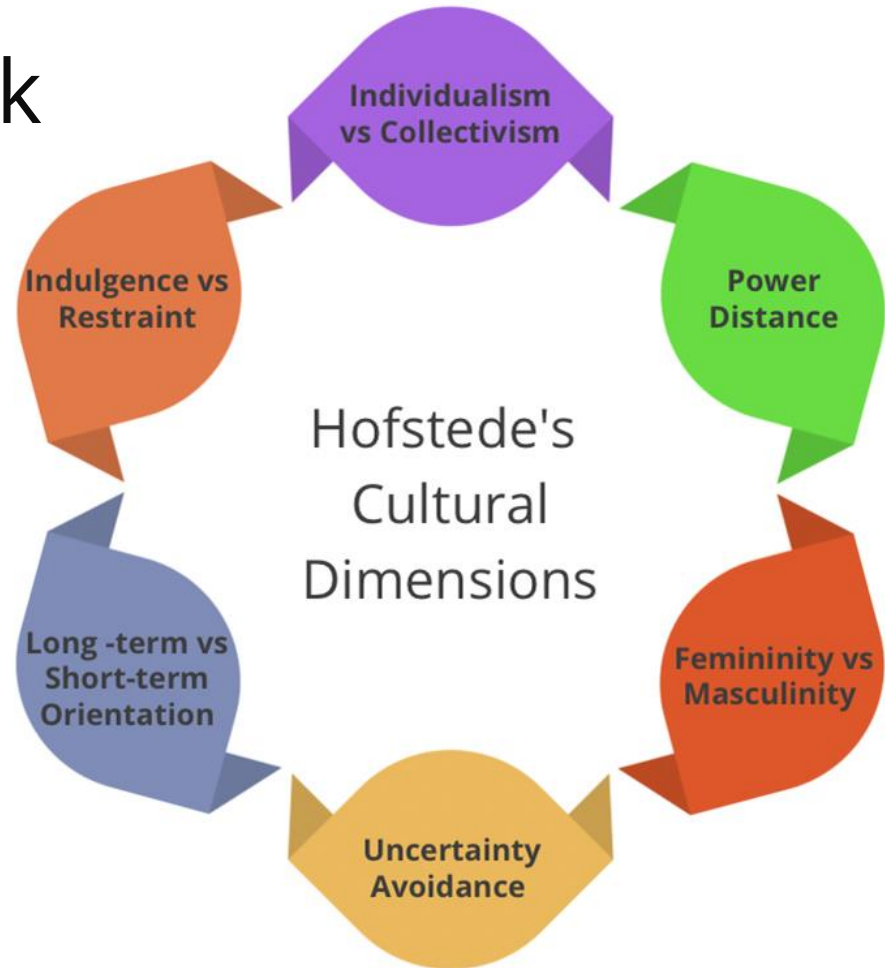 k
Individualism
vs Collectivism
Power
Distance
Femininity vs
Masculinity
Uncertainty
Avoidance
Long -term vs
Short-term
Orientation
Indulgence vs
Restraint
Hofstede's
Cultural
Dimensions